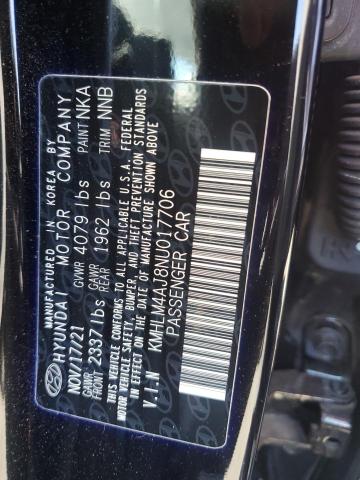 MANUFACTURED IN KOREA BY
HYUNDAI MOTOR COMPANY
NOV/17/21 GVWR 4079 lbs PAINT NKA
GAWR FRONT 2337 lbs GAWR REAR 1962 lbs TRIM NNB
THIS VEHICLE CONFORMS TO ALL APPLICABLE U.S.A. FEDERAL
MOTOR VEHICLE SAFETY, BUMPER, AND THEFT PREVENTION STANDARDS
IN EFFECT ON THE DATE OF MANUFACTURE SHOWN ABOVE
V.I.N KMHLM4AJ8NU017706
PASSENGER CAR